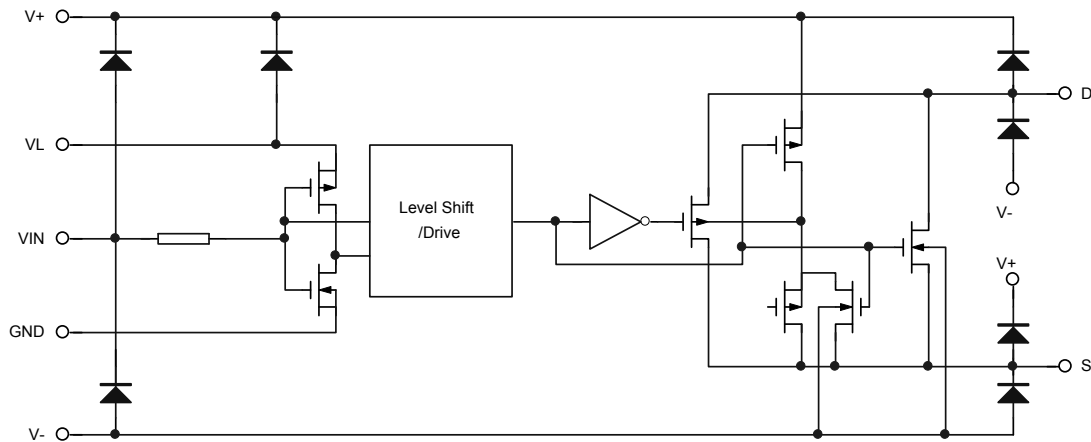 V+
D
VL
V-
Level Shift
/Drive
VIN
V+
GND
S
V-